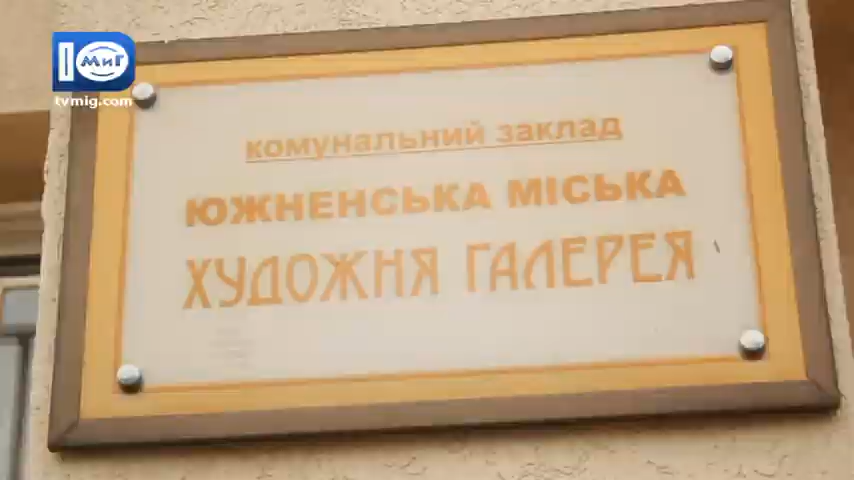 МиГ
tvmig.com
комунальний заклад
ЮЖНЕНСЬКА МІСЬКА
ХУДОЖНЯ ГАЛЕРЕЯ